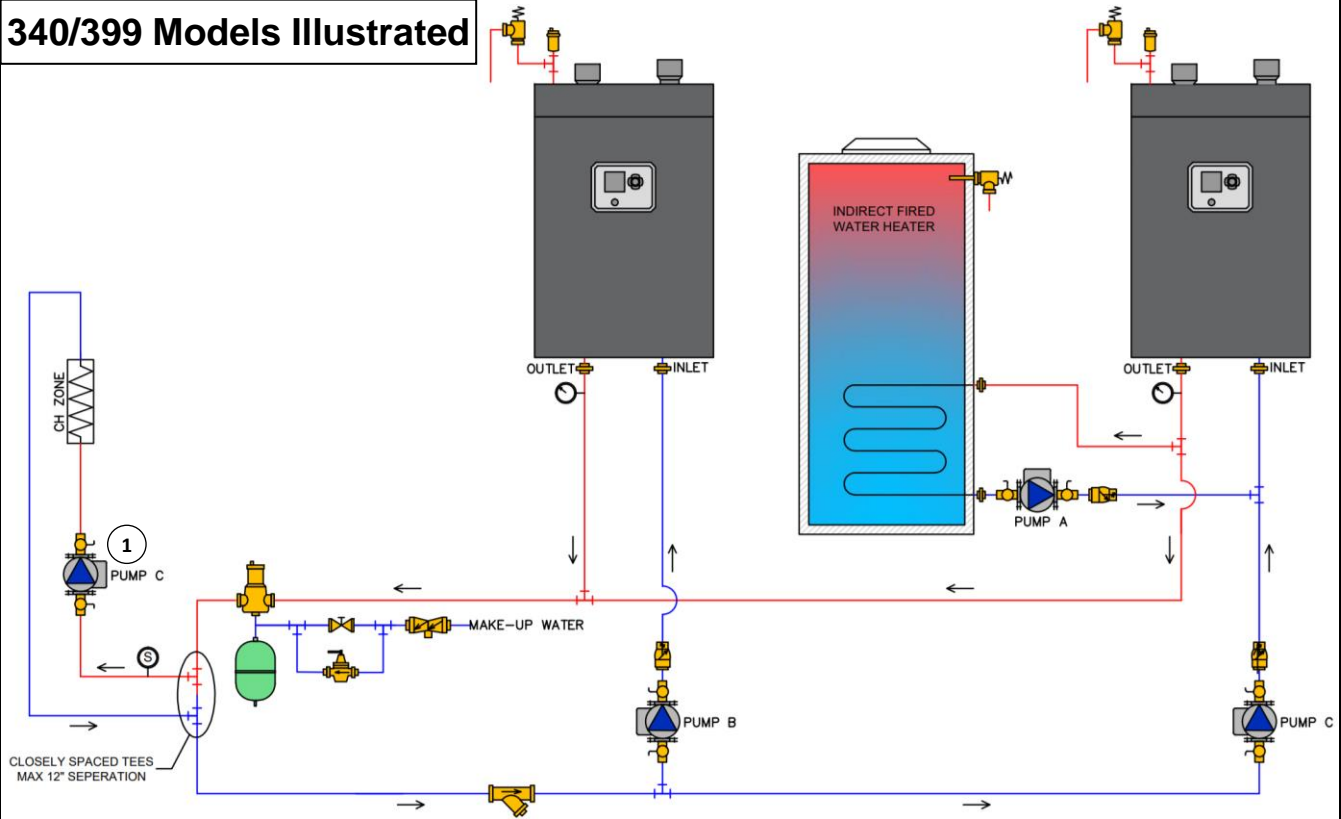 340/399 Models Illustrated
INDIRECT FIRED
WATER HEATER
OUTLET
INLET
OUTLET
INLET
CH ZONE
PUMP A
1
PUMP C
MAKE-UP WATER
S
PUMP B
PUMP C
CLOSELY SPACED TEES
MAX 12" SEPERATION